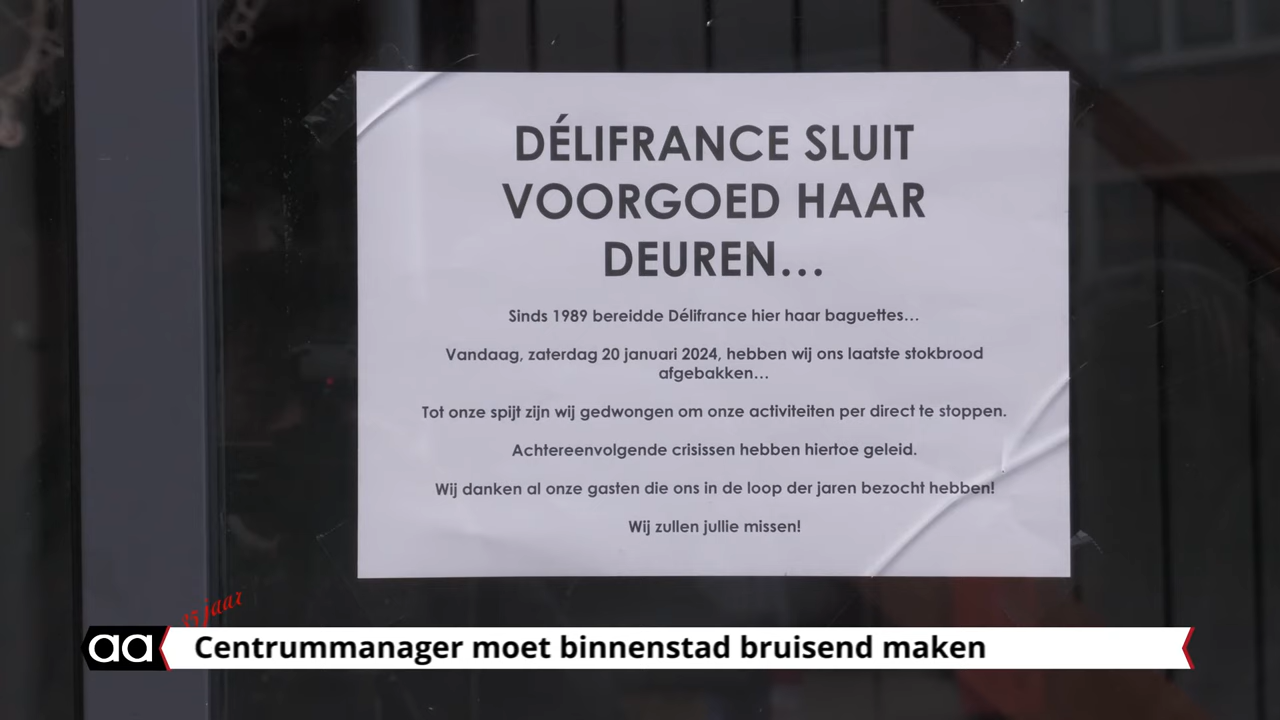 DÉLIFRANCE SLUIT
VOORGOED HAAR
DEUREN...
Sinds 1989 bereidde Délifrance hier haar baguettes...
Vandaag, zaterdag 20 januari 2024, hebben wij ons laatste stokbrood
afgebakken...
Tot onze spijt zijn wij gedwongen om onze activiteiten per direct te stoppen.
Achtereenvolgende crisissen hebben hiertoe geleid.
Wij danken al onze gasten die ons in de loop der jaren bezocht hebben!
Wij zullen jullie missen!
35 jaar
aa
Centrummanager moet binnenstad bruisend maken